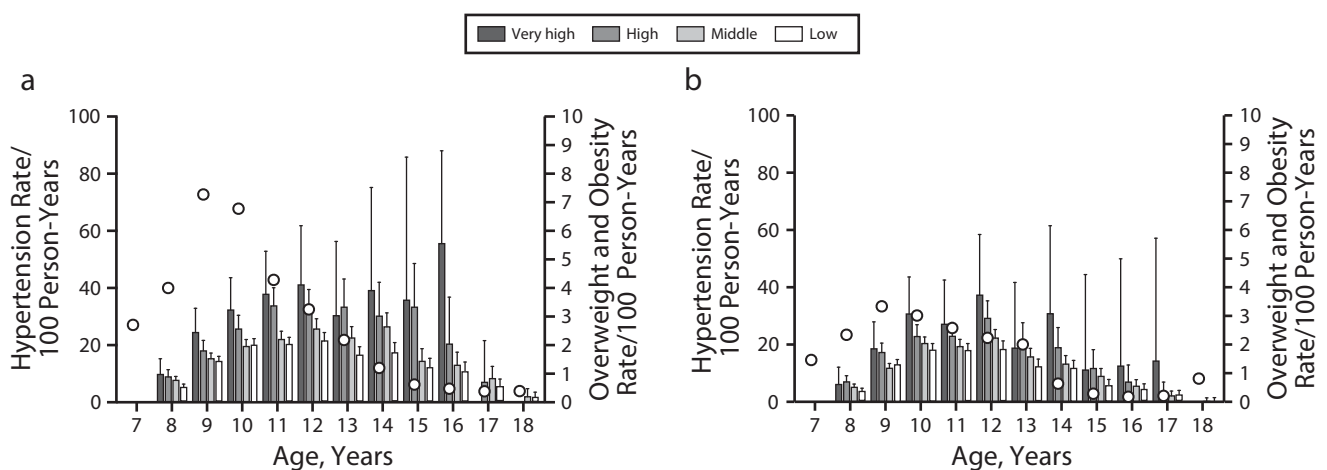 Very high High Middle Low
a
b
Hypertension Rate/
100 Person-Years
100
80
60
40
20
0
10
9
8
7
6
5
4
3
2
1
0
Overweight and Obesity
Rate/100 Person-Years
7 8 9 10 11 12 13 14 15 16 17 18
Age, Years
Hypertension Rate/
100 Person-Years
100
80
60
40
20
0
10
9
8
7
6
5
4
3
2
1
0
Overweight and Obesity
Rate/100 Person-Years
7 8 9 10 11 12 13 14 15 16 17 18
Age, Years